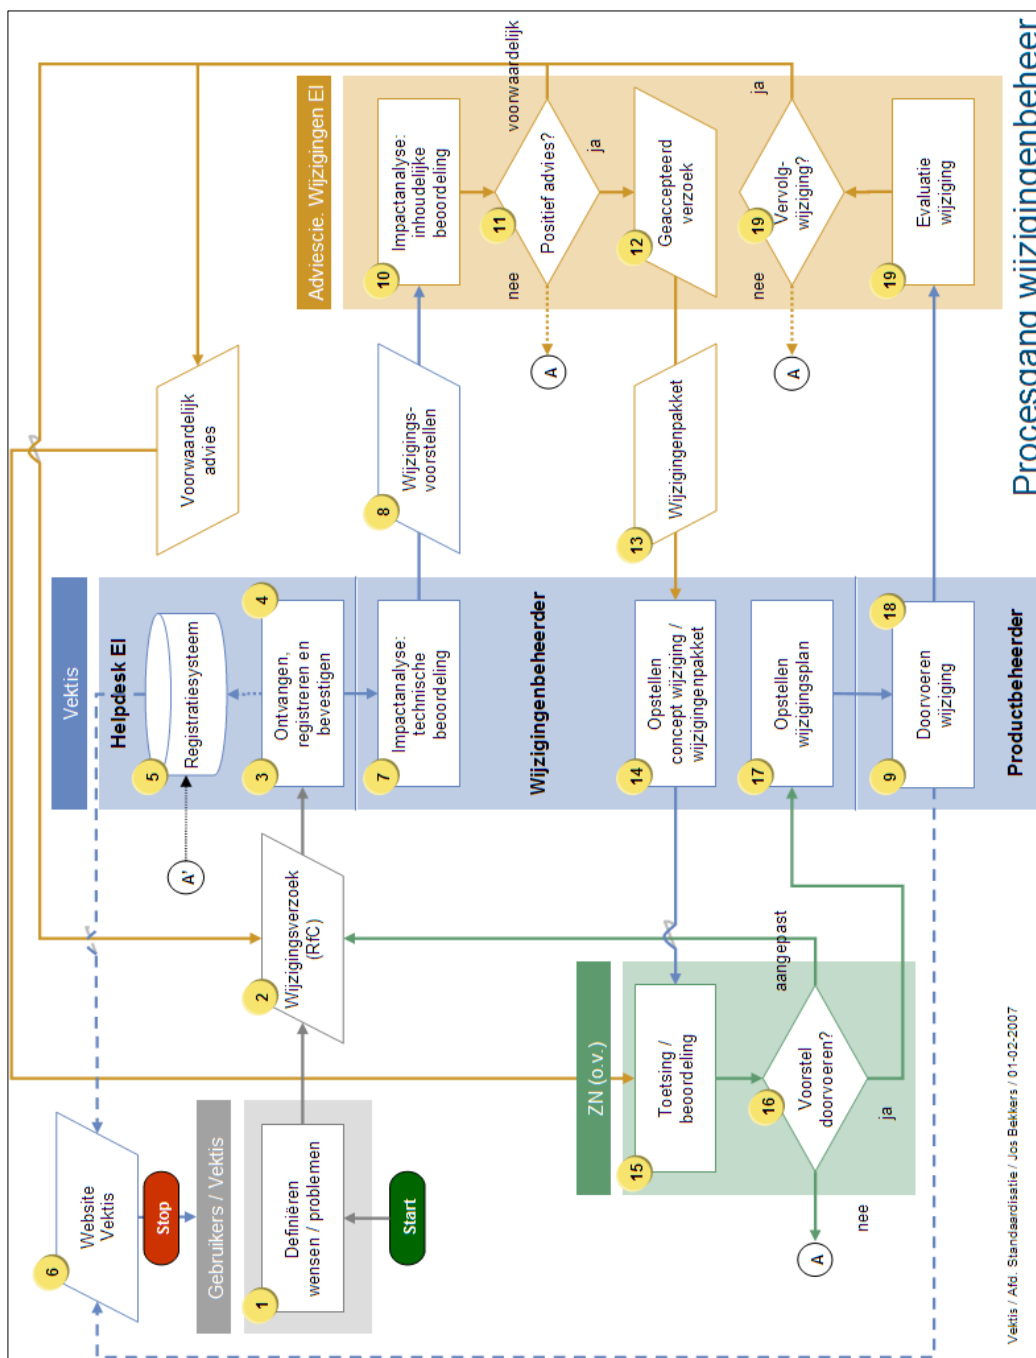 Procesgang wijzigingenbeheer
Gebruikers / Vektis
Start
1
Definiëren
wensen / problemen
6
Website
Vektis
Stop
2
Wijzigingsverzoek
(RfC)
ZN (o.v.)
15
Toetsing /
beoordeling
16
Voorstel
doorvoeren?
aangepast
ja
nee
A
A'
Vektis
Helpdesk EI
5
Registratiesysteem
3
4
Ontvangen,
registreren en
bevestigen
7
Impactanalyse:
technische
beoordeling
Wijzigingenbeheerder
14
Opstellen
concept wijziging /
wijzigingenpakket
17
Opstellen
wijzigingsplan
9
18
Doorvoeren
wijziging
Productbeheerder
Voorwaardelijk
advies
8
Wijzigings-
voorstellen
13
Wijzigingenpakket
A
A
Adviescie. Wijzigingen EI
10
Impactanalyse:
inhoudelijke
beoordeling
11
Positief advies?
voorwaardelijk
nee
ja
12
Geaccepteerd
verzoek
19
Vervolg-
wijziging?
nee
ja
19
Evaluatie
wijziging
Vektis / Afd. Standaardisatie / Jos Bekkers / 01-02-2007